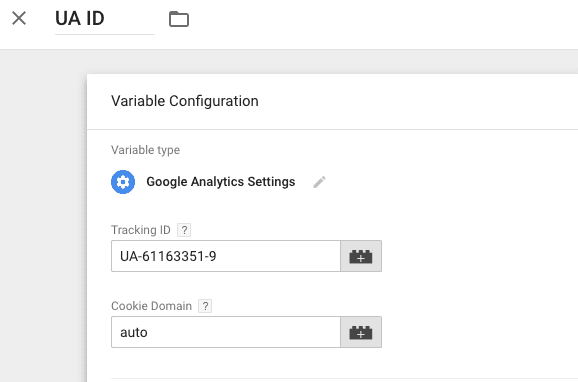 UA ID
Variable Configuration
Variable type
Google Analytics Settings
Tracking ID ?
UA-61163351-9
Cookie Domain ?
auto